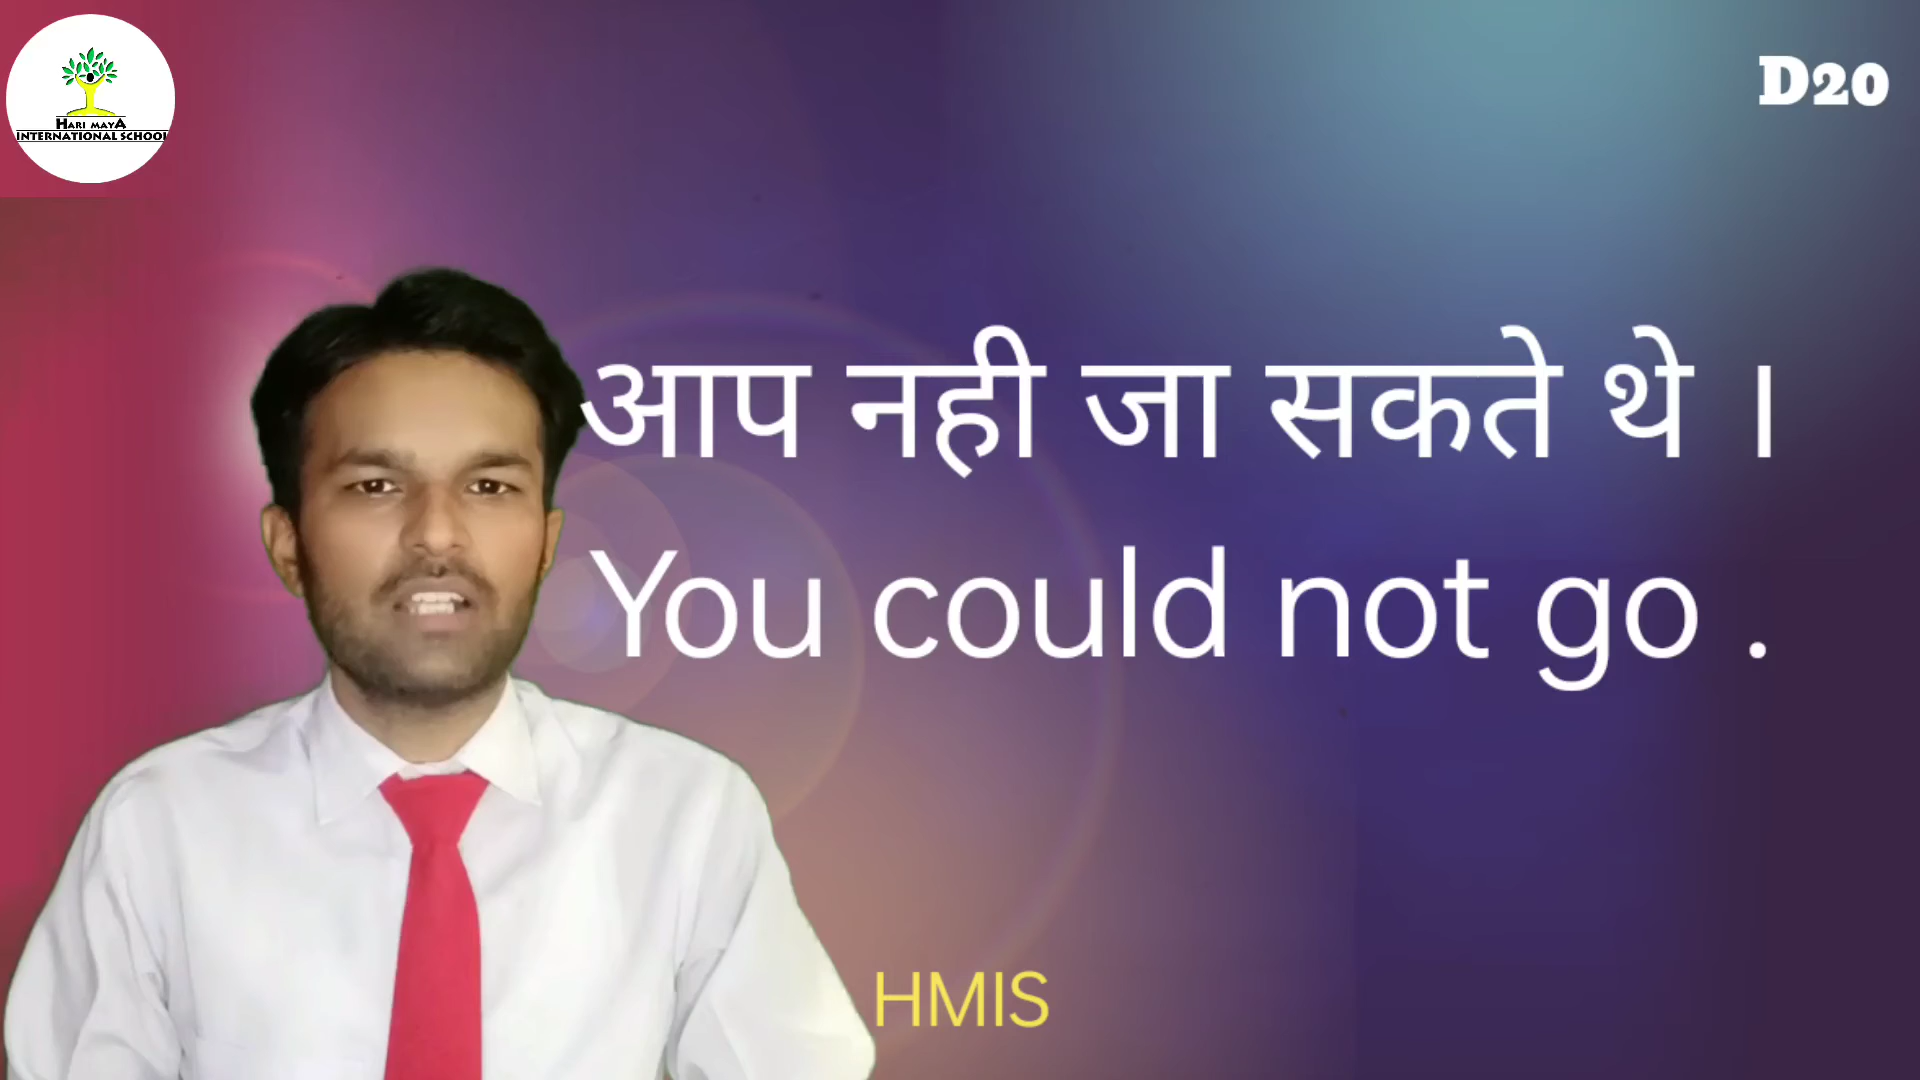 HARI MAYA
INTERNATIONAL SCHOOL
D20
आप नही जा सकते थे ।
You could not go .
HMIS